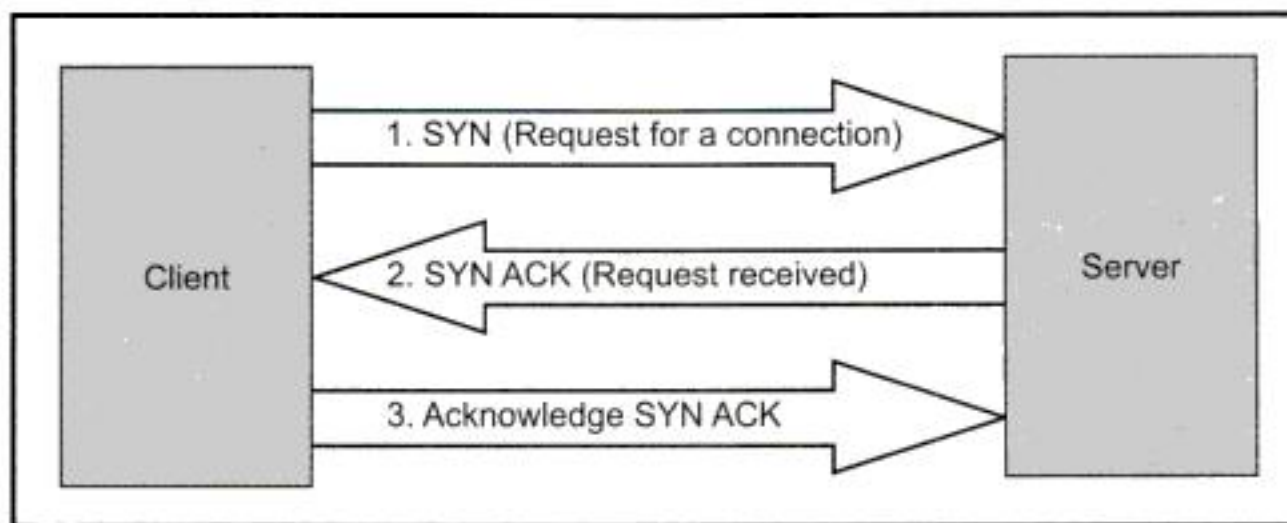 1. SYN (Request for a connection)
Client
2. SYN ACK (Request received)
Server
3. Acknowledge SYN ACK